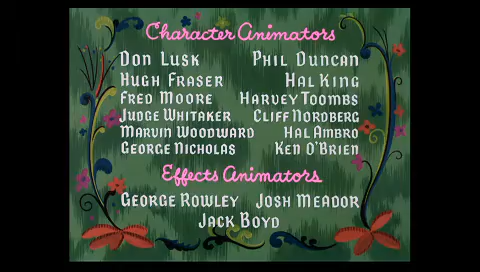 Character Animators
Don Lusk Phil Duncan
Hugh Fraser Hal King
Fred Moore Harvey Toombs
Judge Whitaker Cliff Nordberg
Marvin Woodward Hal Ambro
George Nicholas Ken O'Brien
Effects Animators
George Rowley Josh Meador
Jack Boyd